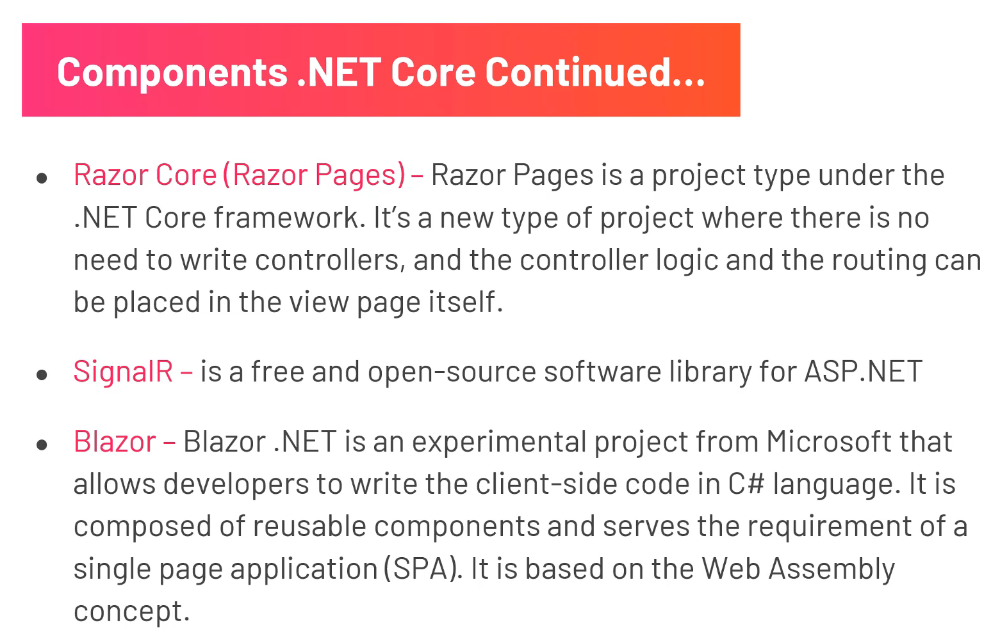 Components .NET Core Continued...
• Razor Core (Razor Pages) – Razor Pages is a project type under the
.NET Core framework. It’s a new type of project where there is no
need to write controllers, and the controller logic and the routing can
be placed in the view page itself.
• SignalR – is a free and open-source software library for ASP.NET
• Blazor – Blazor .NET is an experimental project from Microsoft that
allows developers to write the client-side code in C# language. It is
composed of reusable components and serves the requirement of a
single page application (SPA). It is based on the Web Assembly
concept.